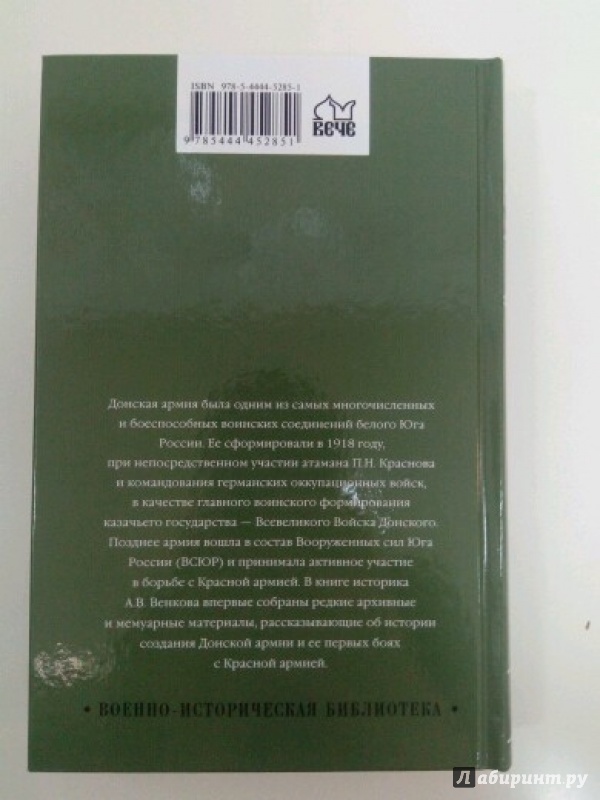 ISBN 978-5-4444-5285-1
9 785444 452851
ВЕЧЕ
Донская армия была одним из самых многочисленных
и боеспособных воинских соединений белого Юга
России. Ее сформировали в 1918 году,
при непосредственном участии атамана П.Н. Краснова
и командования германских оккупационных войск,
в качестве главного воинского формирования
казачьего государства — Всевеликого Войска Донского.
Позднее армия вошла в состав Вооруженных сил Юга
России (ВСЮР) и принимала активное участие
в борьбе с Красной армией. В книге историка
А.В. Венкова впервые собраны редкие архивные
и мемуарные материалы, рассказывающие об истории
создания Донской армии и ее первых боях
с Красной армией.
• ВОЕННО-ИСТОРИЧЕСКАЯ БИБЛИОТЕКА •
Лабиринт.ру